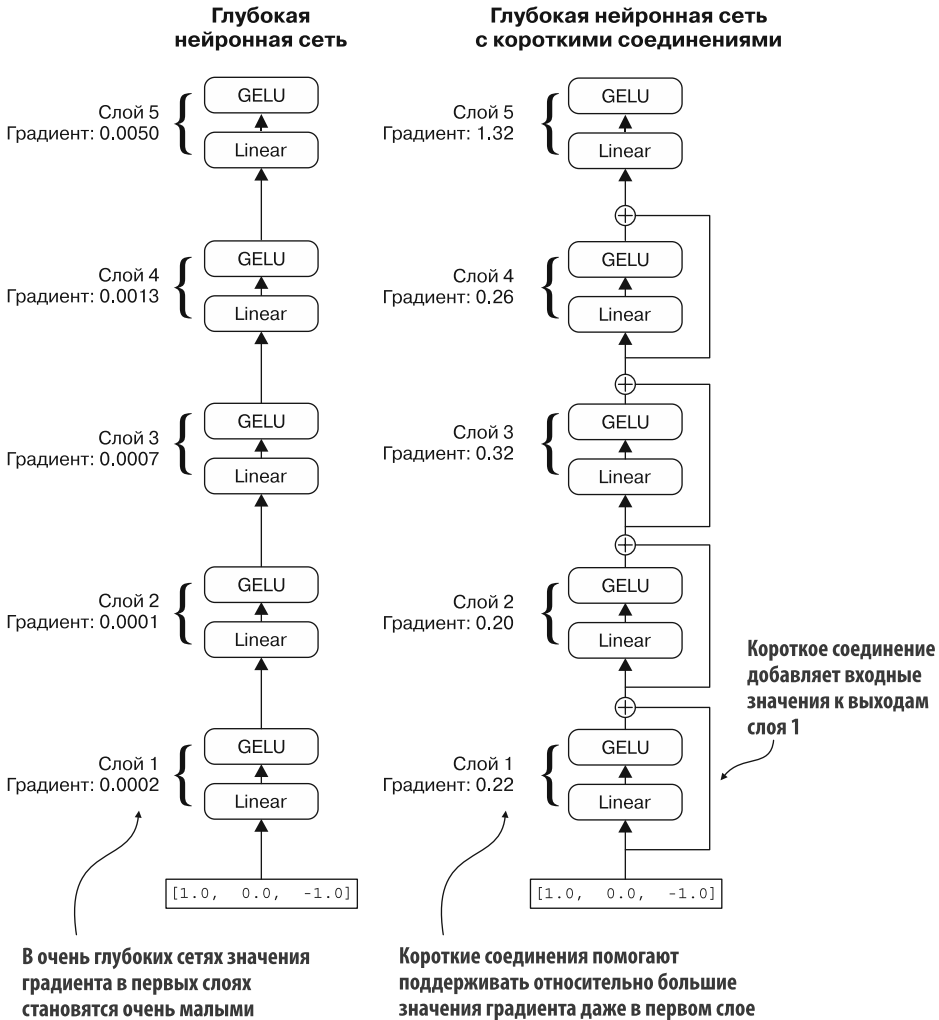 Глубокая
нейронная сеть
GELU
Слой 5
Градиент: 0.0050
Linear
GELU
Слой 4
Градиент: 0.0013
Linear
GELU
Слой 3
Градиент: 0.0007
Linear
GELU
Слой 2
Градиент: 0.0001
Linear
GELU
Слой 1
Градиент: 0.0002
Linear
[1.0, 0.0, -1.0]
В очень глубоких сетях значения
градиента в первых слоях
становятся очень малыми
Глубокая нейронная сеть
с короткими соединениями
GELU
Слой 5
Градиент: 1.32
Linear
GELU
Слой 4
Градиент: 0.26
Linear
GELU
Слой 3
Градиент: 0.32
Linear
GELU
Слой 2
Градиент: 0.20
Linear
Короткое соединение
добавляет входные
значения к выходам
слоя 1
GELU
Слой 1
Градиент: 0.22
Linear
[1.0, 0.0, -1.0]
Короткие соединения помогают
поддерживать относительно большие
значения градиента даже в первом слое